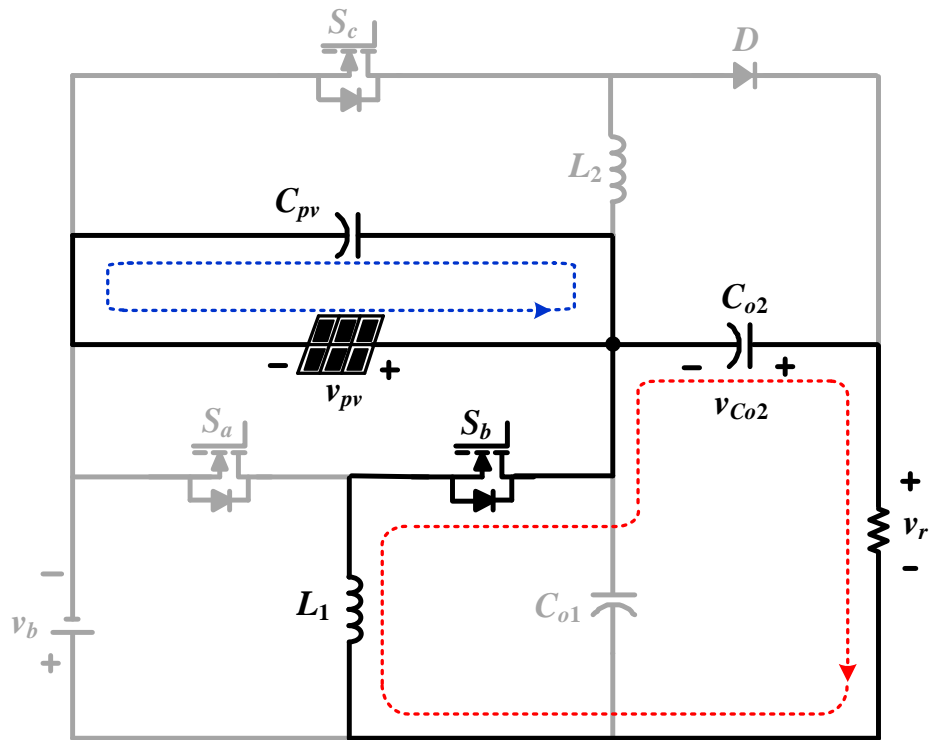 S_c
D
L_2
C_pv
C_o2
- +
v_pv
- +
v_Co2
S_a
S_b
+
v_r
-
-
v_b
+
L_1
C_o1